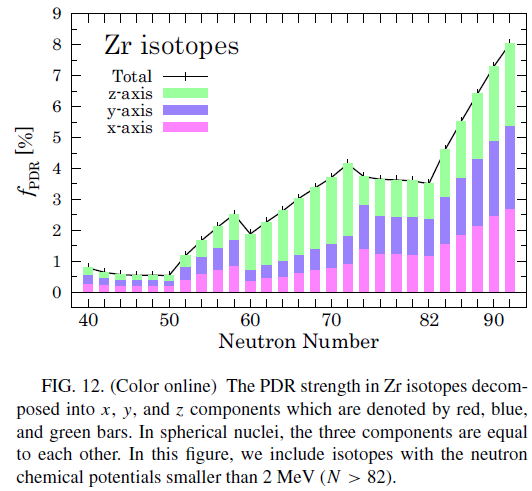 9
8
7
6
5
4
3
2
1
0
f_PDR [%]
Zr isotopes
Total
z-axis
y-axis
x-axis
40 50 60 70 82 90
Neutron Number
FIG. 12. (Color online) The PDR strength in Zr isotopes decom-
posed into x, y, and z components which are denoted by red, blue,
and green bars. In spherical nuclei, the three components are equal
to each other. In this figure, we include isotopes with the neutron
chemical potentials smaller than 2 MeV (N > 82).